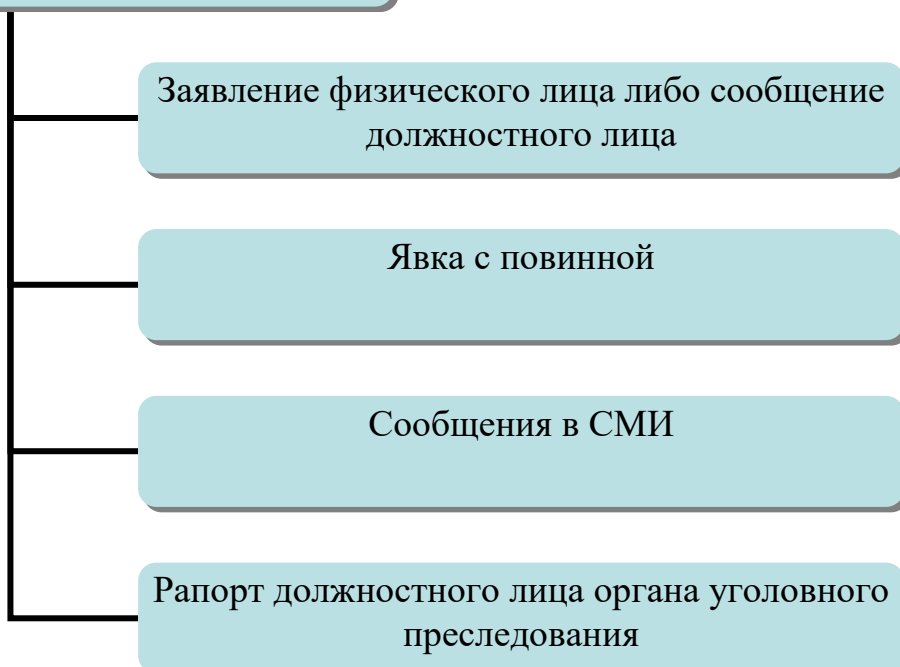 Заявление физического лица либо сообщение
должностного лица
Явка с повинной
Сообщения в СМИ
Рапорт должностного лица органа уголовного
преследования